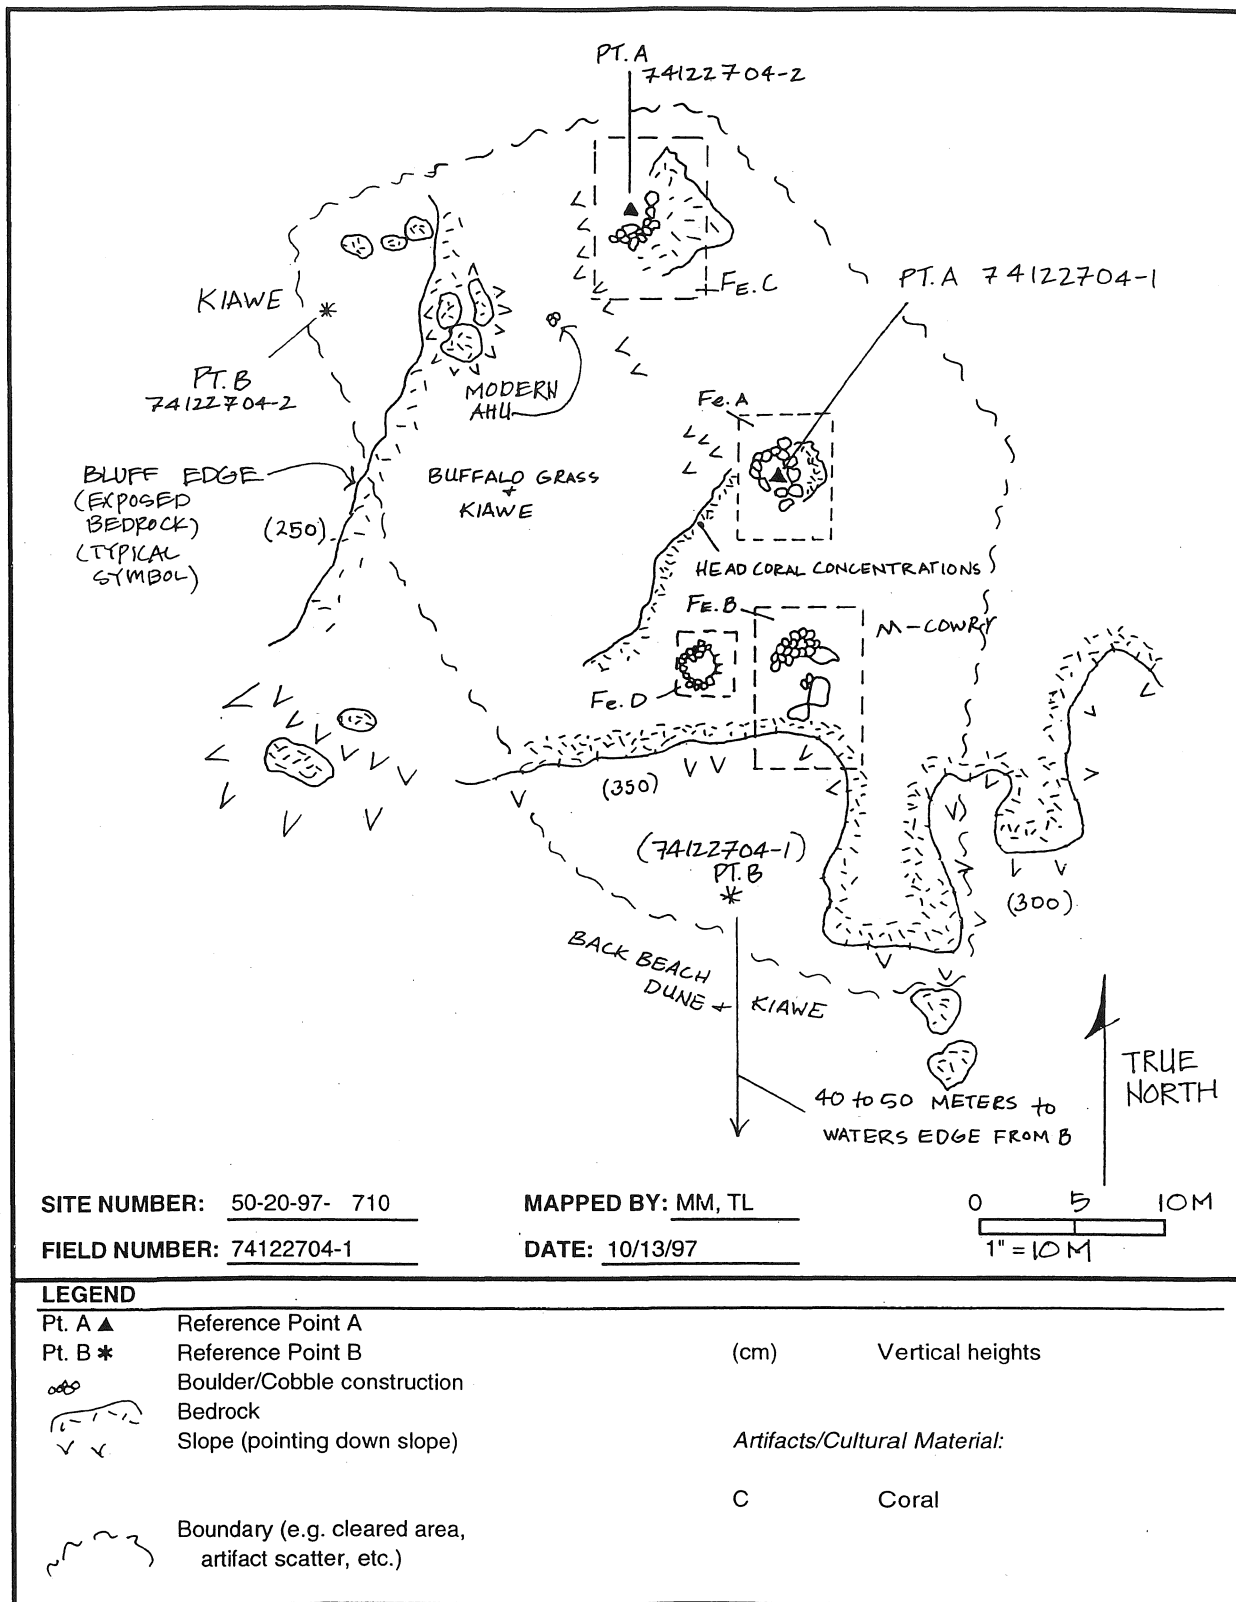 PT. A
74122704-2
PT. A 74122704-1
FE. C
KIAWE
PT. B
74122704-2
MODERN
AHU
Fe. A
BLUFF EDGE
(EXPOSED
BEDROCK)
(TYPICAL
SYMBOL)
(250)
BUFFALO GRASS
+
KIAWE
HEAD CORAL CONCENTRATIONS
FE. B
M-COWRY
Fe. D
(350)
(74122704-1)
PT. B
(300)
BACK BEACH
DUNE + KIAWE
TRUE
NORTH
40 to 50 METERS to
WATERS EDGE FROM B
SITE NUMBER: 50-20-97- 710
MAPPED BY: MM, TL
0 5 10M
FIELD NUMBER: 74122704-1
DATE: 10/13/97
1" = 10M
LEGEND
Pt. A Reference Point A
Pt. B Reference Point B
(cm) Vertical heights
Boulder/Cobble construction
Bedrock
Slope (pointing down slope)
Artifacts/Cultural Material:
C Coral
Boundary (e.g. cleared area,
artifact scatter, etc.)